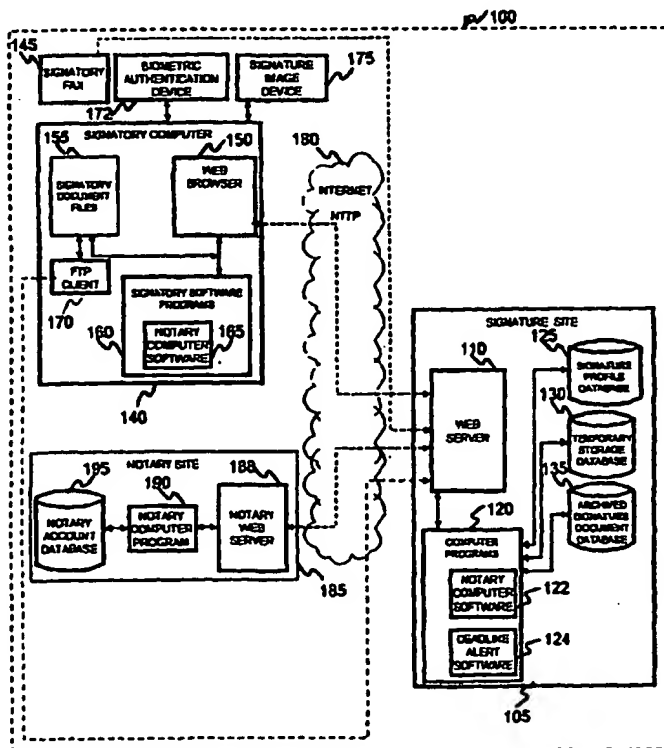 100
145
SIGNATORY
FAX
BIOMETRIC
AUTHENTICATION
DEVICE
172
SIGNATURE
IMAGE
DEVICE
175
SIGNATORY COMPUTER
155
SIGNATORY
DOCUMENT
FILES
150
WEB
BROWSER
180
INTERNET
HTTP
FTP
CLIENT
170
SIGNATORY SOFTWARE
PROGRAMS
160
NOTARY
COMPUTER
SOFTWARE
165
140
SIGNATURE SITE
110
WEB
SERVER
125
SIGNATURE
PROFILE
DATABASE
130
TEMPORARY
STORAGE
DATABASE
135
ARCHIVED
SIGNATURES
DOCUMENT
DATABASE
120
COMPUTER
PROGRAMS
NOTARY
COMPUTER
SOFTWARE
122
DEADLINE
ALERT
SOFTWARE
124
105
NOTARY SITE
195
NOTARY
ACCOUNT
DATABASE
190
NOTARY
COMPUTER
PROGRAM
188
NOTARY
WEB
SERVER
185